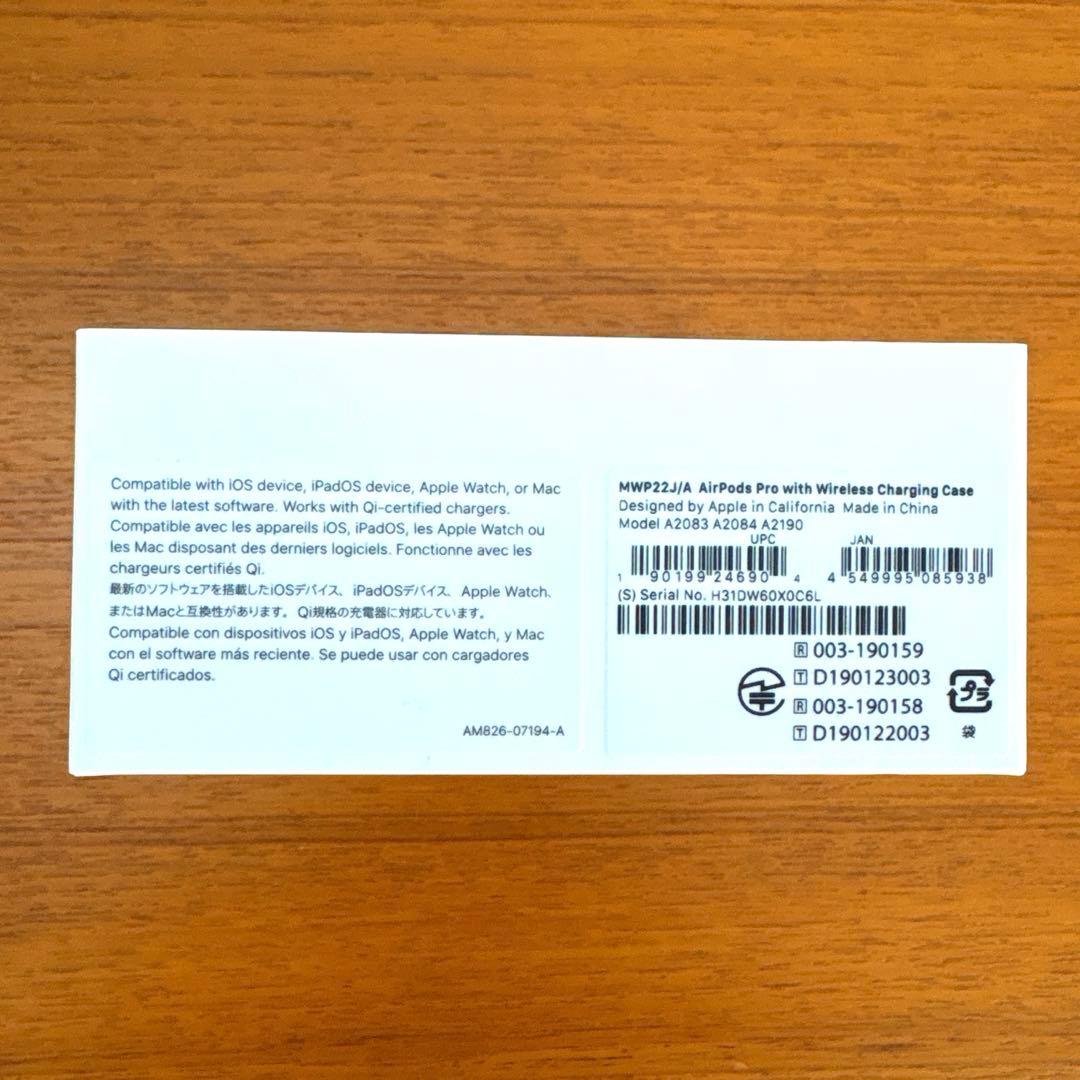 Compatible with iOS device, iPadOS device, Apple Watch, or Mac
with the latest software. Works with Qi-certified chargers.
Compatible avec les appareils iOS, iPadOS, les Apple Watch ou
les Mac disposant des derniers logiciels. Fonctionne avec les
chargeurs certifiés Qi.
最新のソフトウェアを搭載したiOSデバイス、iPadOSデバイス、Apple Watch、
またはMacと互換性があります。Qi規格の充電器に対応しています。
Compatible con dispositivos iOS y iPadOS, Apple Watch, y Mac
con el software más reciente. Se puede usar con cargadores
Qi certificados.
AM826-07194-A
MWP22J/A AirPods Pro with Wireless Charging Case
Designed by Apple in California Made in China
Model A2083 A2084 A2190
UPC
1 90199 24690 4
JAN
4 549995 085938
(S) Serial No. H31DW60X0C6L
R 003-190159
T D190123003
R 003-190158
T D190122003
プラ
袋